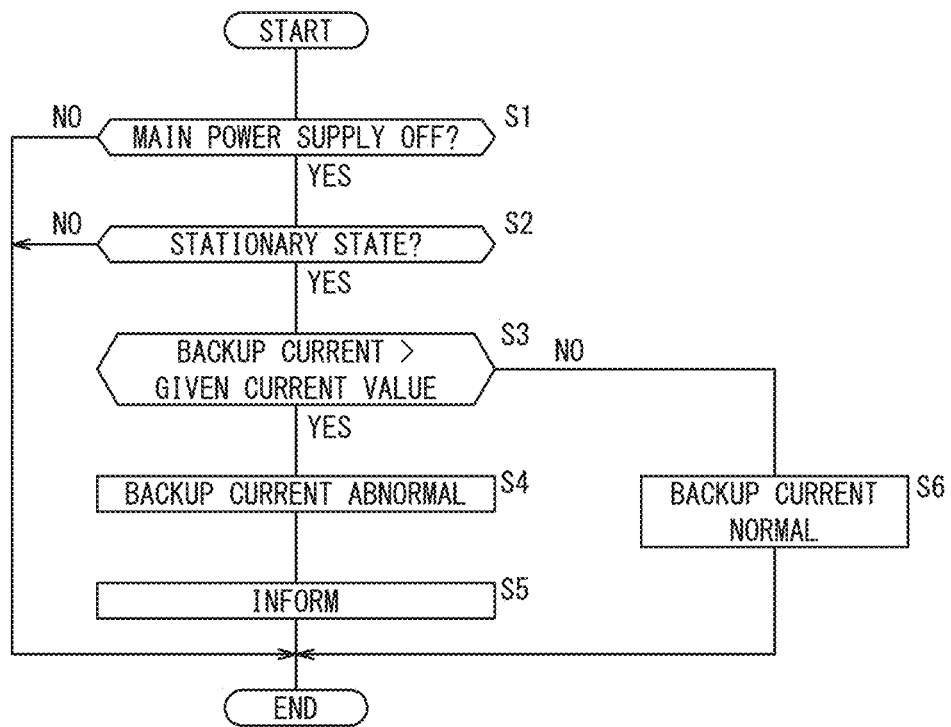 START
NO
MAIN POWER SUPPLY OFF?
S1
YES
NO
STATIONARY STATE?
S2
YES
BACKUP CURRENT >
GIVEN CURRENT VALUE
S3
NO
YES
BACKUP CURRENT ABNORMAL
S4
BACKUP CURRENT
NORMAL
S6
INFORM
S5
END